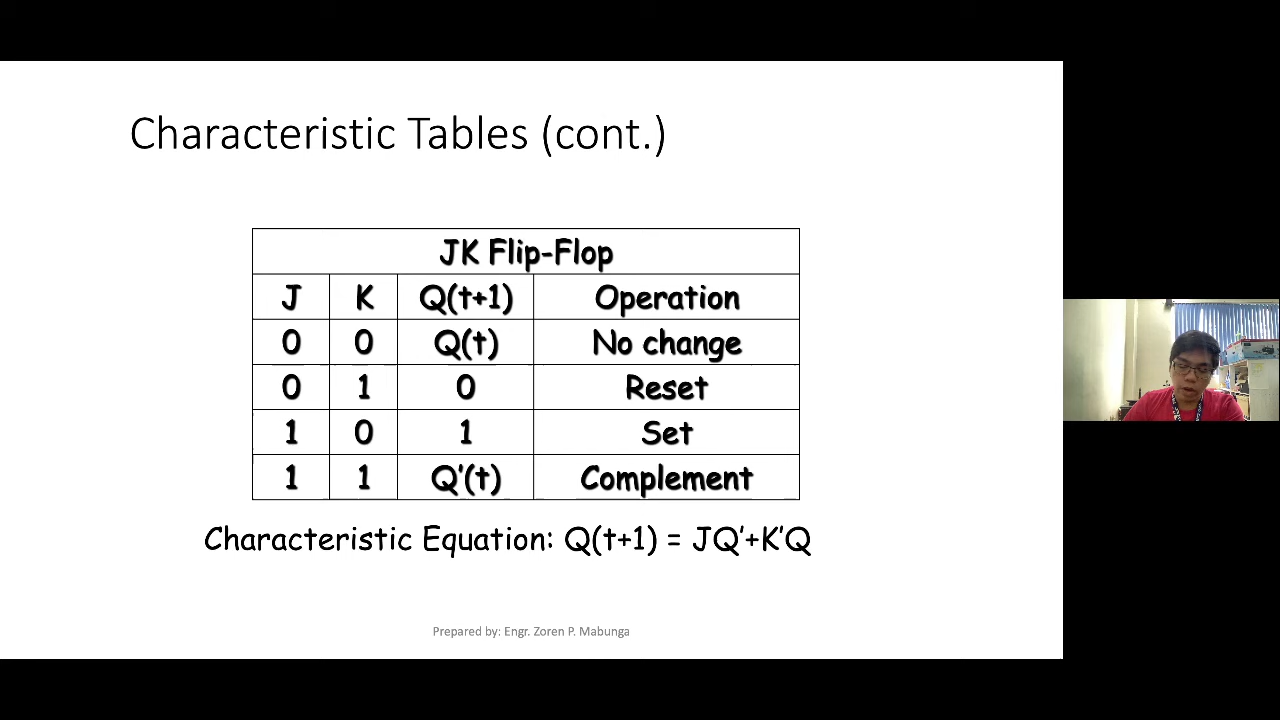 Characteristic Tables (cont.)
JK Flip-Flop
J K Q(t+1) Operation
0 0 Q(t) No change
0 1 0 Reset
1 0 1 Set
1 1 Q’(t) Complement
Characteristic Equation: Q(t+1) = JQ’+K’Q
Prepared by: Engr. Zoren P. Mabunga